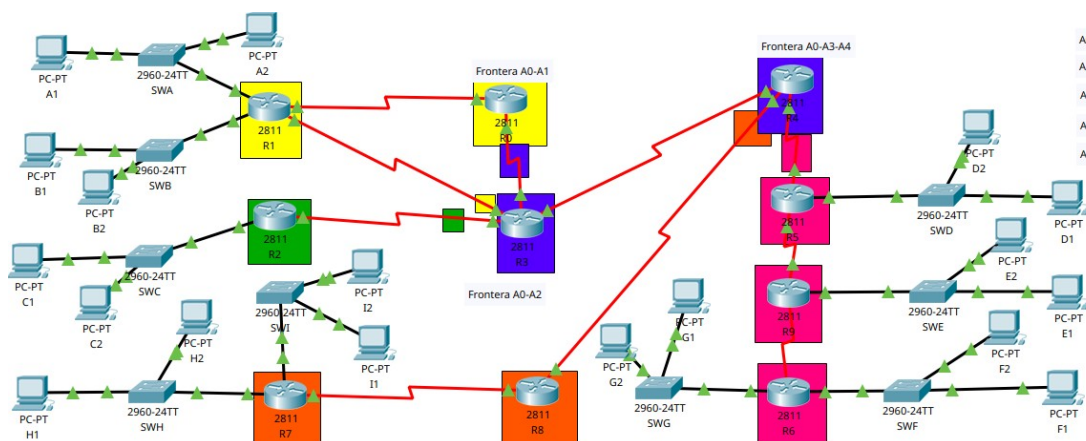 PC-PT
A1
2960-24TT
SWA
PC-PT
A2
Frontera A0-A1
Frontera A0-A3-A4
A
A
A
A
A
2811
R1
2811
R0
2811
R4
PC-PT
B1
2960-24TT
SWB
PC-PT
B2
PC-PT
D2
2811
R2
2811
R3
2811
R5
2960-24TT
SWD
PC-PT
D1
PC-PT
C1
2960-24TT
SWC
PC-PT
C2
Frontera A0-A2
PC-PT
I2
2960-24TT
SWI
PC-PT
I1
PC-PT
E2
2811
R9
2960-24TT
SWE
PC-PT
E1
PC-PT
H2
PC-PT
G1
PC-PT
G2
PC-PT
F2
PC-PT
H1
2960-24TT
SWH
2811
R7
2811
R8
2960-24TT
SWG
2811
R6
2960-24TT
SWF
PC-PT
F1